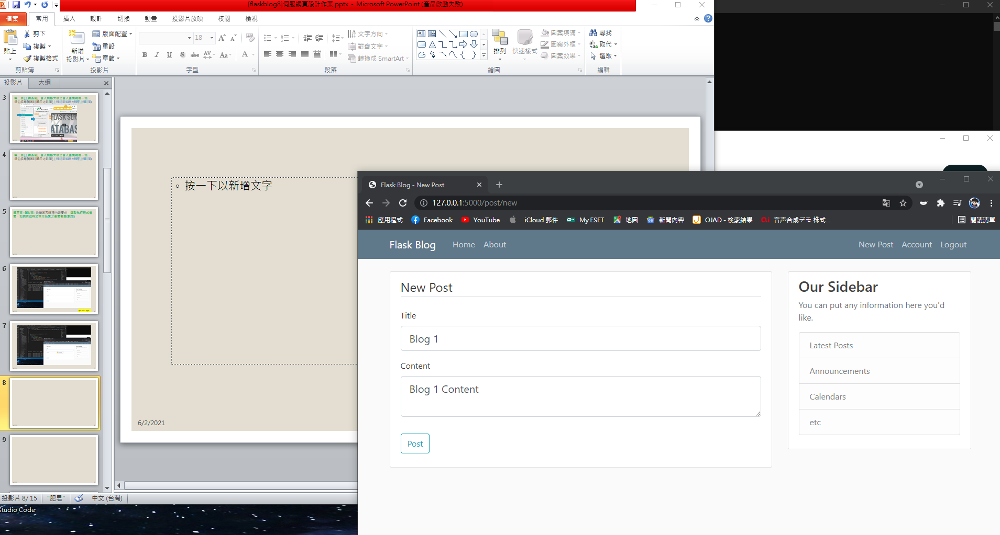 [flaskblog8]伺服網頁設計作業.pptx - Microsoft PowerPoint (產品啟動失敗)
檔案 常用 插入 設計 切換 動畫 投影片放映 校閱 檢視
貼上 剪下 複製 複製格式 剪貼簿
新增 投影片 版面配置 重設 章節 投影片
18
B I U S abc AV Aa A 字型
文字方向 對齊文字 轉換成 SmartArt 段落
排列 快速樣式 圖案填滿 圖案外框 圖案效果 繪圖
尋找 取代 選取 編輯
投影片 大綱
3
FLASK SER
ATABAS
4
5
6
7
8
9
按一下以新增文字
6/2/2021
投影片 8/ 15 "肥皂" 中文 (台灣)
Studio Code
Flask Blog - New Post
127.0.0.1:5000/post/new
應用程式 Facebook YouTube iCloud 郵件 My.ESET 地圖 新聞內容 OJAD - 検索結果 音声合成デモ 株式... 閱讀清單
Flask Blog Home About New Post Account Logout
New Post
Title
Blog 1
Content
Blog 1 Content
Post
Our Sidebar
You can put any information here you'd
like.
Latest Posts
Announcements
Calendars
etc